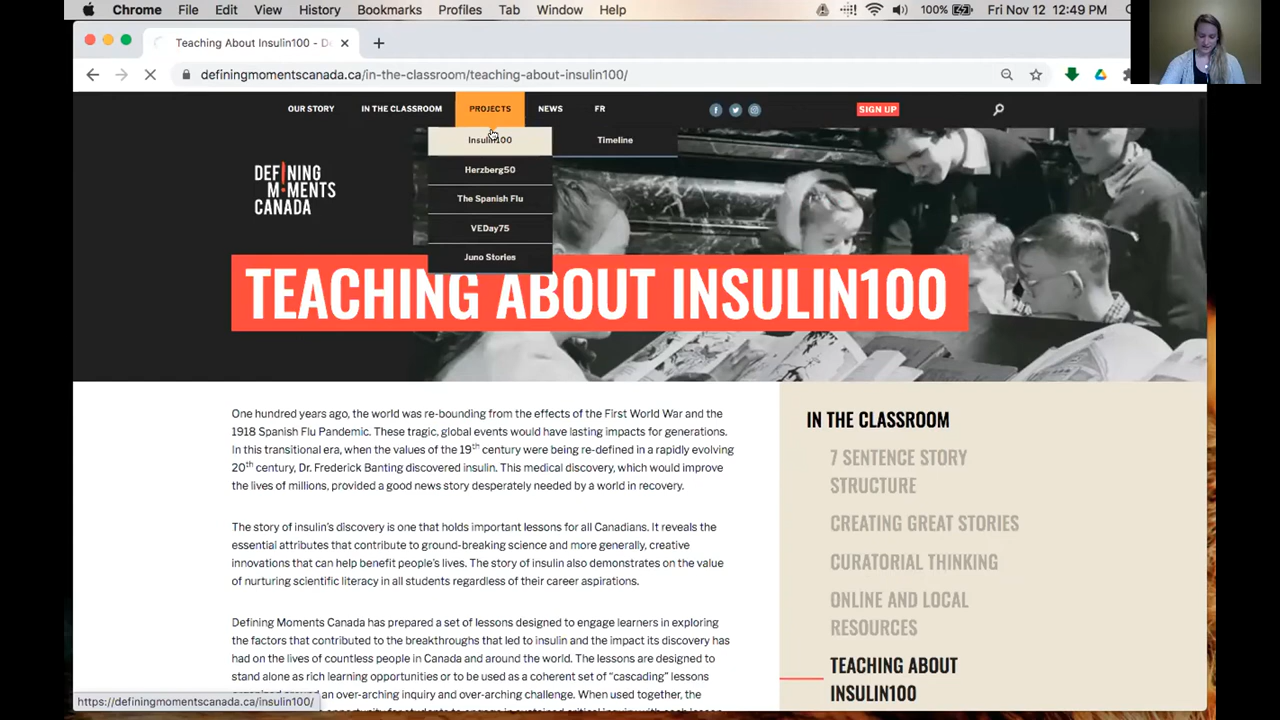 Chrome File Edit View History Bookmarks Profiles Tab Window Help 100% Fri Nov 12 12:49 PM
Teaching About Insulin100 - De
definingmomentscanada.ca/in-the-classroom/teaching-about-insulin100/
OUR STORY IN THE CLASSROOM PROJECTS NEWS FR SIGN UP
Insulin100 Timeline
Herzberg50
The Spanish Flu
VEDay75
Juno Stories
DEF!NING
MOMENTS
CANADA
TEACHING ABOUT INSULIN100
One hundred years ago, the world was re-bounding from the effects of the First World War and the
1918 Spanish Flu Pandemic. These tragic, global events would have lasting impacts for generations.
In this transitional era, when the values of the 19th century were being re-defined in a rapidly evolving
20th century, Dr. Frederick Banting discovered insulin. This medical discovery, which would improve
the lives of millions, provided a good news story desperately needed by a world in recovery.
The story of insulin's discovery is one that holds important lessons for all Canadians. It reveals the
essential attributes that contribute to ground-breaking science and more generally, creative
innovations that can help benefit people's lives. The story of insulin also demonstrates on the value
of nurturing scientific literacy in all students regardless of their career aspirations.
Defining Moments Canada has prepared a set of lessons designed to engage learners in exploring
the factors that contributed to the breakthroughs that led to insulin and the impact its discovery has
had on the lives of countless people in Canada and around the world. The lessons are designed to
stand alone as rich learning opportunities or to be used as a coherent set of “cascading” lessons
an over-arching inquiry and over-arching challenge. When used together, the
IN THE CLASSROOM
7 SENTENCE STORY
STRUCTURE
CREATING GREAT STORIES
CURATORIAL THINKING
ONLINE AND LOCAL
RESOURCES
TEACHING ABOUT
INSULIN100
https://definingmomentscanada.ca/insulin100/